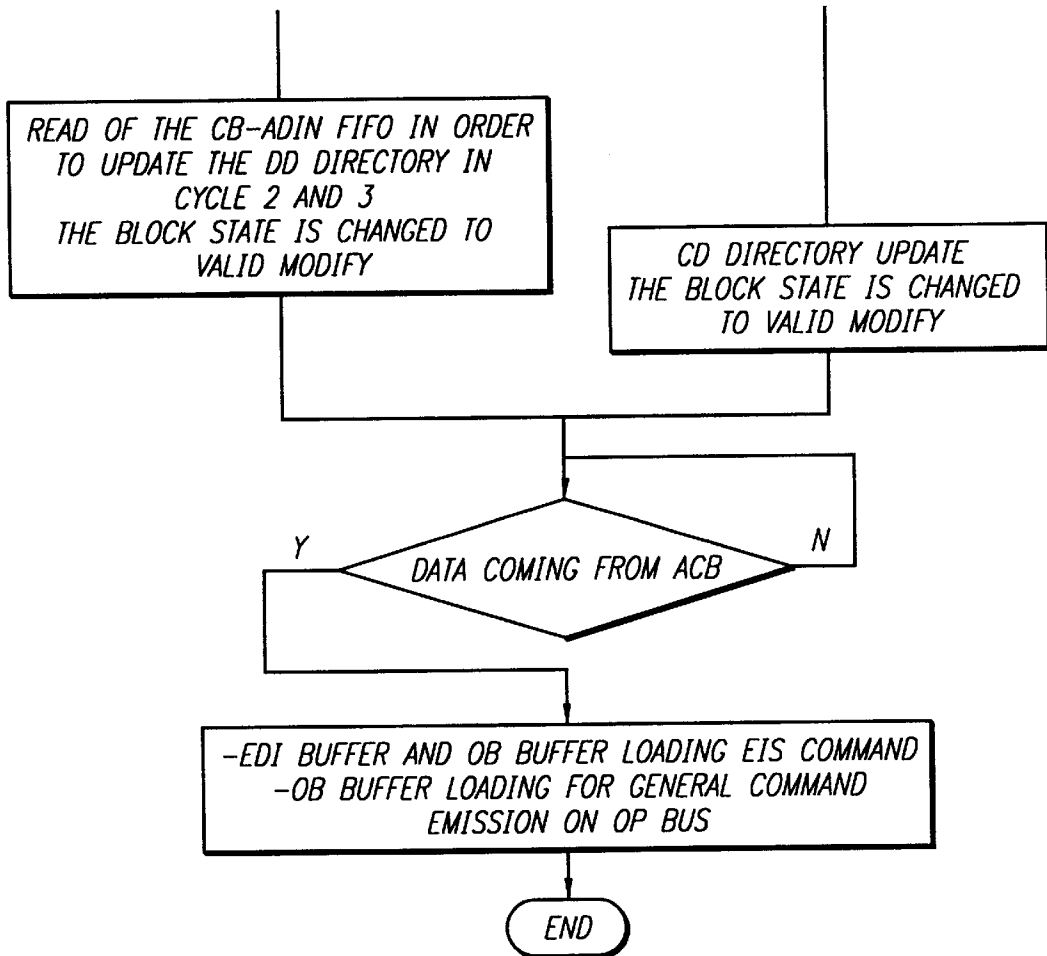 READ OF THE CB-ADIN FIFO IN ORDER
TO UPDATE THE DD DIRECTORY IN
CYCLE 2 AND 3
THE BLOCK STATE IS CHANGED TO
VALID MODIFY
CD DIRECTORY UPDATE
THE BLOCK STATE IS CHANGED
TO VALID MODIFY
Y
DATA COMING FROM ACB
N
-EDI BUFFER AND OB BUFFER LOADING EIS COMMAND
-OB BUFFER LOADING FOR GENERAL COMMAND
EMISSION ON OP BUS
END